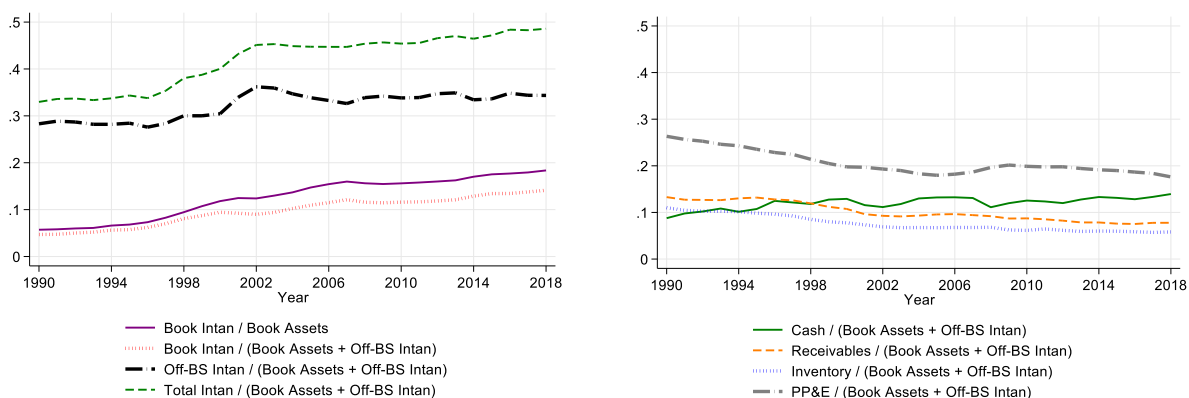 .5
.4
.3
.2
.1
0
1990 1994 1998 2002 2006 2010 2014 2018
Year
Book Intan / Book Assets
Book Intan / (Book Assets + Off-BS Intan)
Off-BS Intan / (Book Assets + Off-BS Intan)
Total Intan / (Book Assets + Off-BS Intan)
.5
.4
.3
.2
.1
0
1990 1994 1998 2002 2006 2010 2014 2018
Year
Cash / (Book Assets + Off-BS Intan)
Receivables / (Book Assets + Off-BS Intan)
Inventory / (Book Assets + Off-BS Intan)
PP&E / (Book Assets + Off-BS Intan)